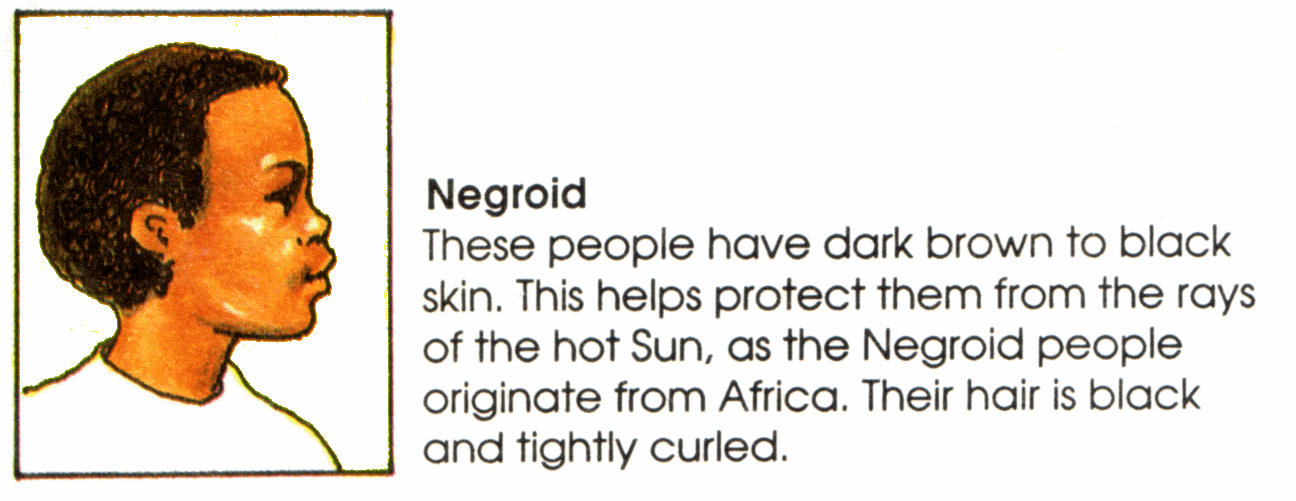 Negroid
These people have dark brown to black
skin. This helps protect them from the rays
of the hot Sun, as the Negroid people
originate from Africa. Their hair is black
and tightly curled.